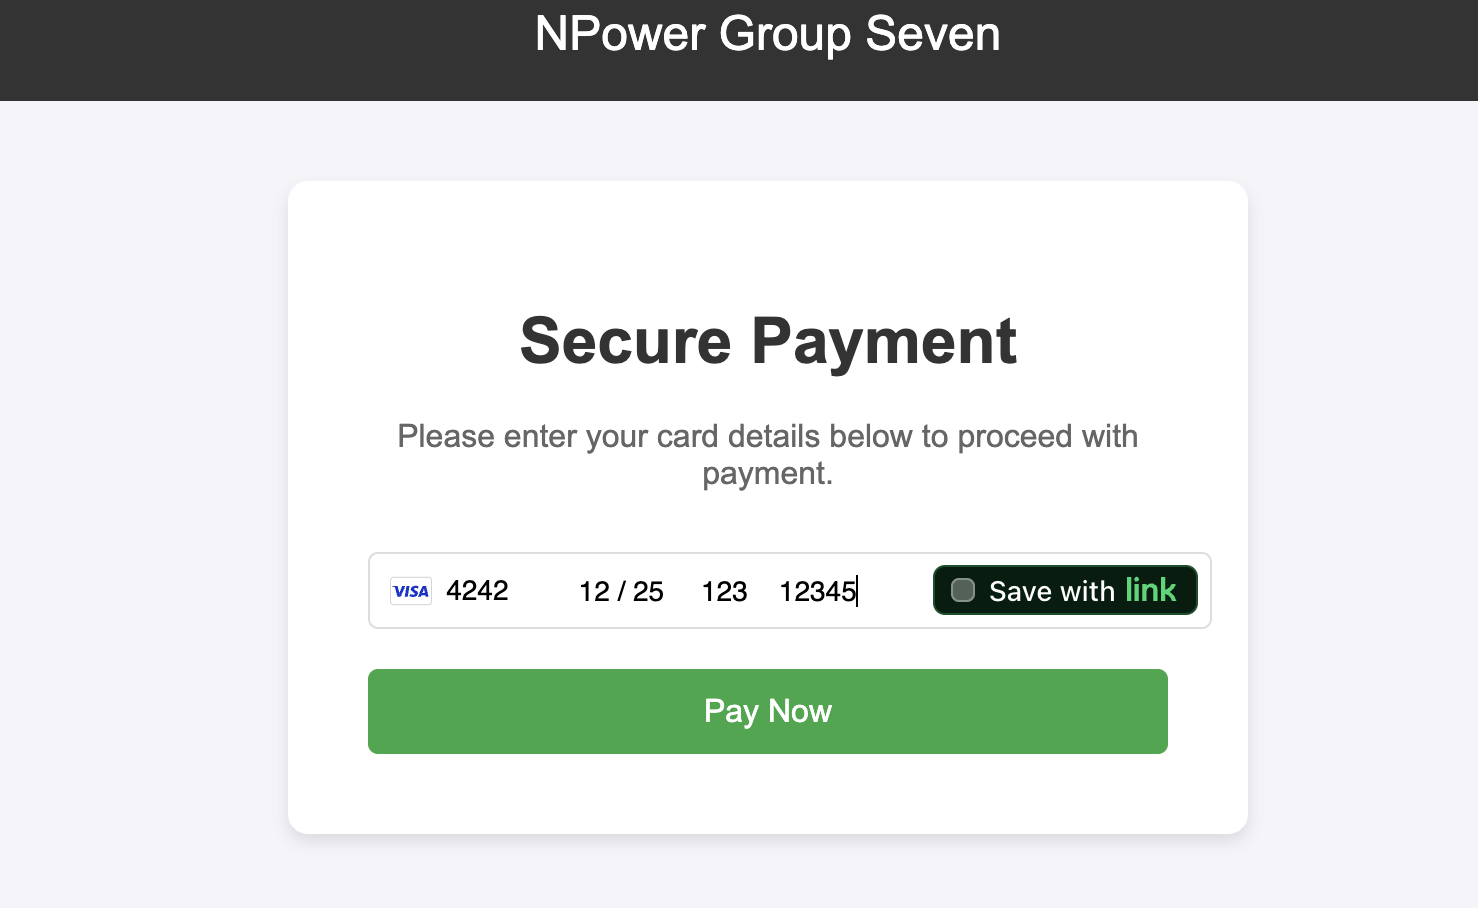 NPower Group Seven
Secure Payment
Please enter your card details below to proceed with
payment.
VISA 4242 12 / 25 123 12345 Save with link
Pay Now